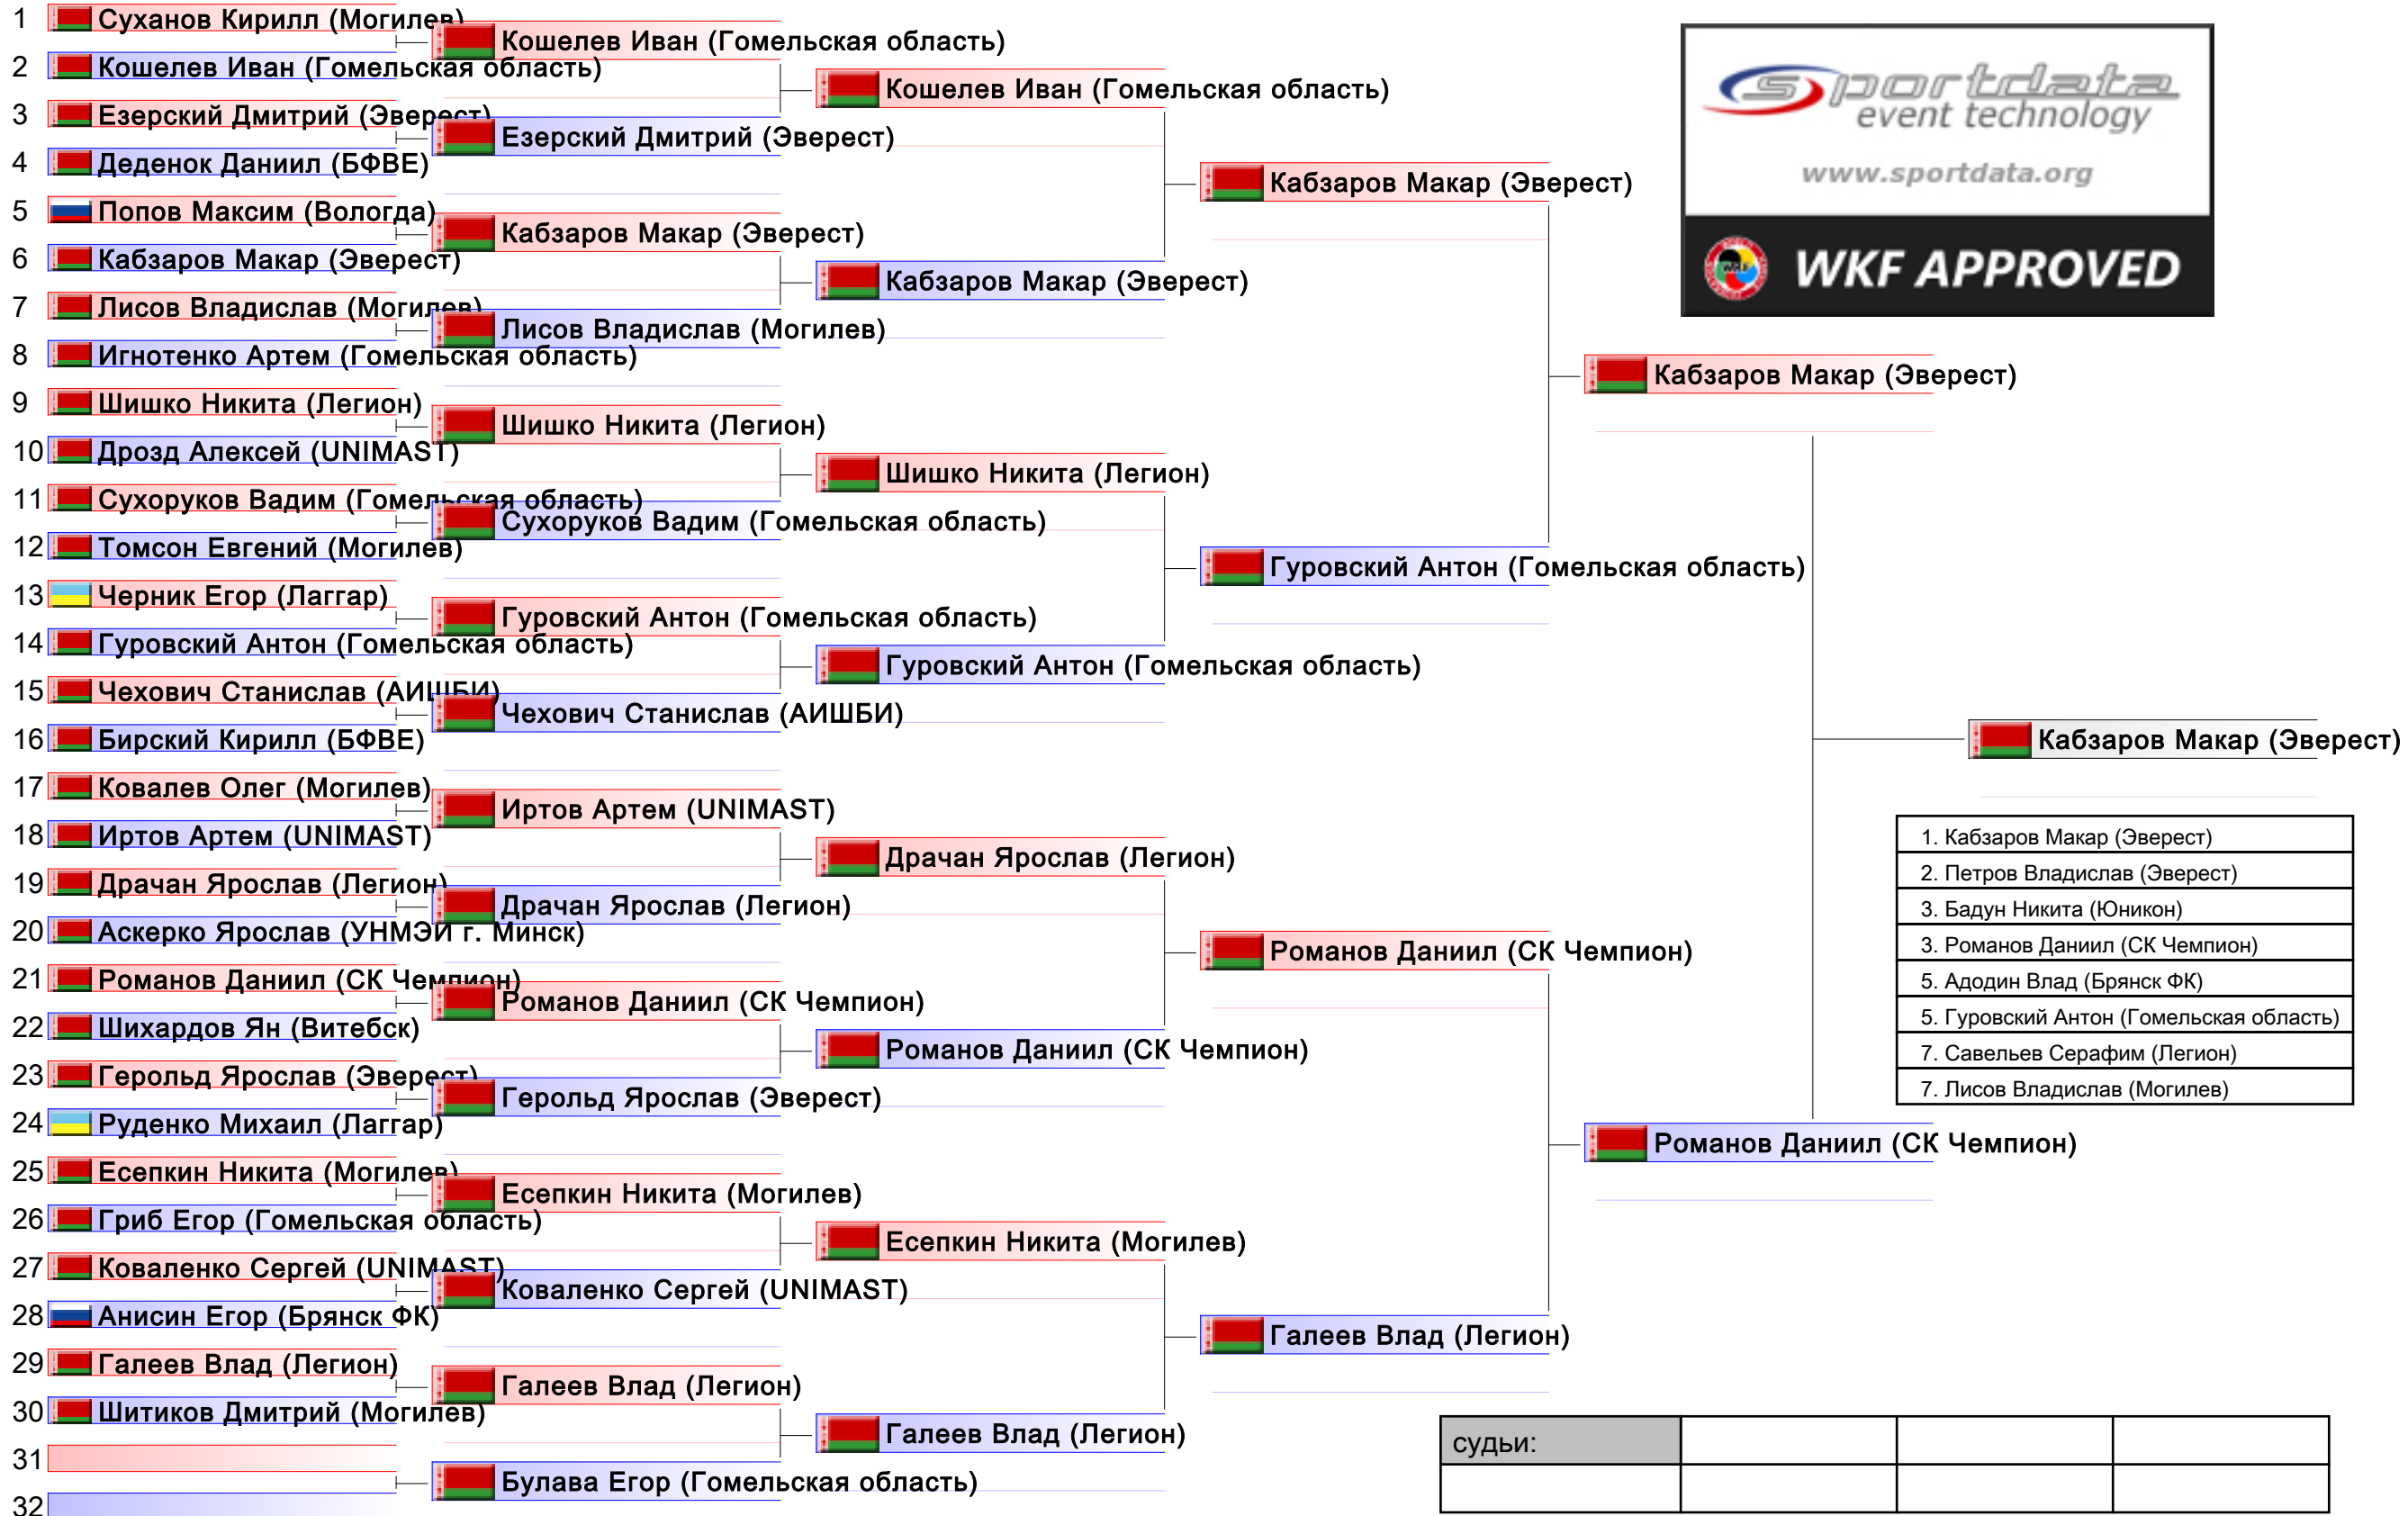 1 Суханов Кирилл (Могилев)
2 Кошелев Иван (Гомельская область)
3 Езерский Дмитрий (Эверест)
4 Деденок Даниил (БФВЕ)
5 Попов Максим (Вологда)
6 Кабзаров Макар (Эверест)
7 Лисов Владислав (Могилев)
8 Игнотенко Артем (Гомельская область)
9 Шишко Никита (Легион)
10 Дрозд Алексей (UNIMAST)
11 Сухоруков Вадим (Гомельская область)
12 Томсон Евгений (Могилев)
13 Черник Егор (Лаггар)
14 Гуровский Антон (Гомельская область)
15 Чехович Станислав (АИШБИ)
16 Бирский Кирилл (БФВЕ)
17 Ковалев Олег (Могилев)
18 Иртов Артем (UNIMAST)
19 Драчан Ярослав (Легион)
20 Аскерко Ярослав (УНМЭИ г. Минск)
21 Романов Даниил (СК Чемпион)
22 Шихардов Ян (Витебск)
23 Герольд Ярослав (Эверест)
24 Руденко Михаил (Лаггар)
25 Есепкин Никита (Могилев)
26 Гриб Егор (Гомельская область)
27 Коваленко Сергей (UNIMAST)
28 Анисин Егор (Брянск ФК)
29 Галеев Влад (Легион)
30 Шитиков Дмитрий (Могилев)
31
32
Кошелев Иван (Гомельская область)
Езерский Дмитрий (Эверест)
Кабзаров Макар (Эверест)
Лисов Владислав (Могилев)
Шишко Никита (Легион)
Сухоруков Вадим (Гомельская область)
Гуровский Антон (Гомельская область)
Чехович Станислав (АИШБИ)
Иртов Артем (UNIMAST)
Драчан Ярослав (Легион)
Романов Даниил (СК Чемпион)
Герольд Ярослав (Эверест)
Есепкин Никита (Могилев)
Коваленко Сергей (UNIMAST)
Галеев Влад (Легион)
Булава Егор (Гомельская область)
Кошелев Иван (Гомельская область)
Кабзаров Макар (Эверест)
Шишко Никита (Легион)
Гуровский Антон (Гомельская область)
Драчан Ярослав (Легион)
Романов Даниил (СК Чемпион)
Есепкин Никита (Могилев)
Галеев Влад (Легион)
Кабзаров Макар (Эверест)
Гуровский Антон (Гомельская область)
Романов Даниил (СК Чемпион)
Галеев Влад (Легион)
Кабзаров Макар (Эверест)
Романов Даниил (СК Чемпион)
Кабзаров Макар (Эверест)
sportdata
event technology
www.sportdata.org
WKF
WKF APPROVED
1. Кабзаров Макар (Эверест)
2. Петров Владислав (Эверест)
3. Бадун Никита (Юникон)
3. Романов Даниил (СК Чемпион)
5. Адодин Влад (Брянск ФК)
5. Гуровский Антон (Гомельская область)
7. Савельев Серафим (Легион)
7. Лисов Владислав (Могилев)
судьи: